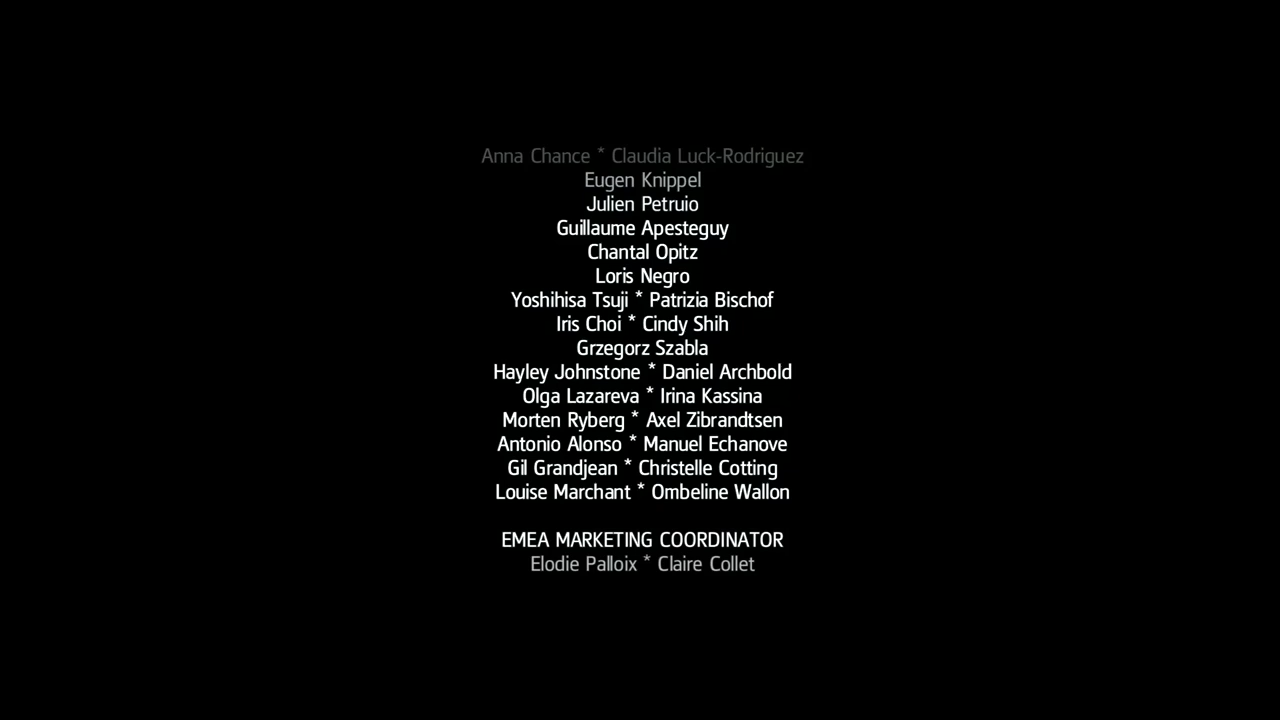 Anna Chance * Claudia Luck-Rodriguez
Eugen Knippel
Julien Petruio
Guillaume Apesteguy
Chantal Opitz
Loris Negro
Yoshihisa Tsuji * Patrizia Bischof
Iris Choi * Cindy Shih
Grzegorz Szabla
Hayley Johnstone * Daniel Archbold
Olga Lazareva * Irina Kassina
Morten Ryberg * Axel Zibrandtsen
Antonio Alonso * Manuel Echanove
Gil Grandjean * Christelle Cotting
Louise Marchant * Ombeline Wallon
EMEA MARKETING COORDINATOR
Elodie Palloix * Claire Collet